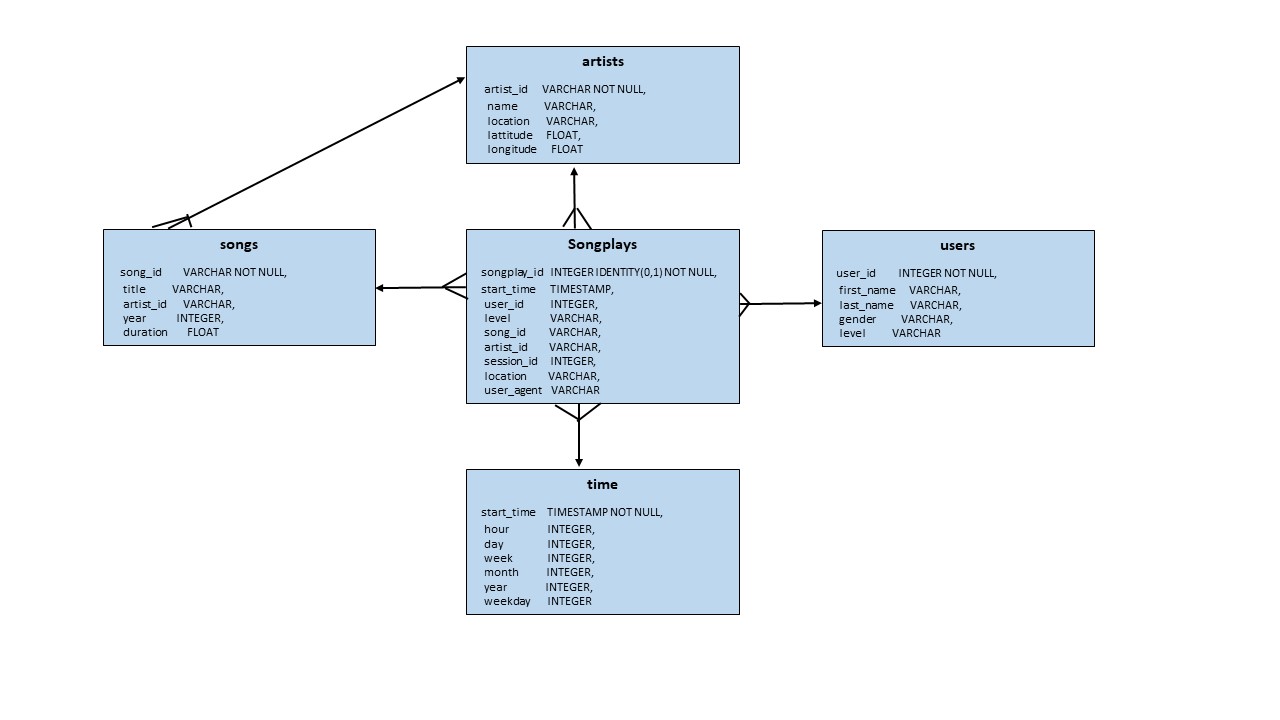 artists
artist_id VARCHAR NOT NULL,
name VARCHAR,
location VARCHAR,
lattitude FLOAT,
longitude FLOAT
songs
song_id VARCHAR NOT NULL,
title VARCHAR,
artist_id VARCHAR,
year INTEGER,
duration FLOAT
Songplays
songplay_id INTEGER IDENTITY(0,1) NOT NULL,
start_time TIMESTAMP,
user_id INTEGER,
level VARCHAR,
song_id VARCHAR,
artist_id VARCHAR,
session_id INTEGER,
location VARCHAR,
user_agent VARCHAR
users
user_id INTEGER NOT NULL,
first_name VARCHAR,
last_name VARCHAR,
gender VARCHAR,
level VARCHAR
time
start_time TIMESTAMP NOT NULL,
hour INTEGER,
day INTEGER,
week INTEGER,
month INTEGER,
year INTEGER,
weekday INTEGER